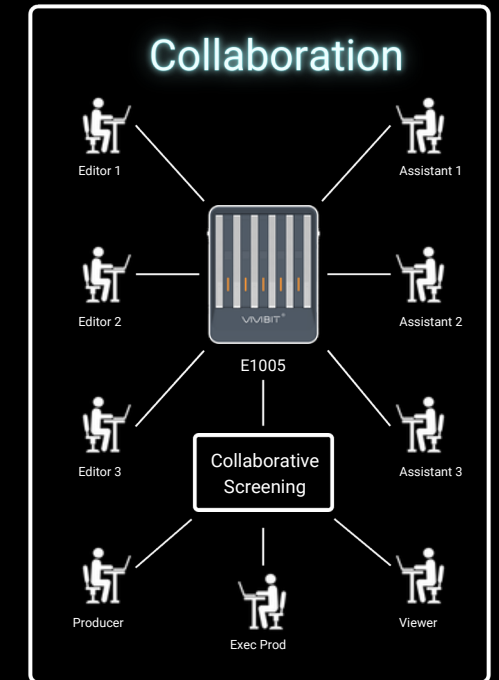 Collaboration
Editor 1
Assistant 1
VIVIBIT®
Editor 2
Assistant 2
E1005
Editor 3
Assistant 3
Collaborative
Screening
Producer
Exec Prod
Viewer